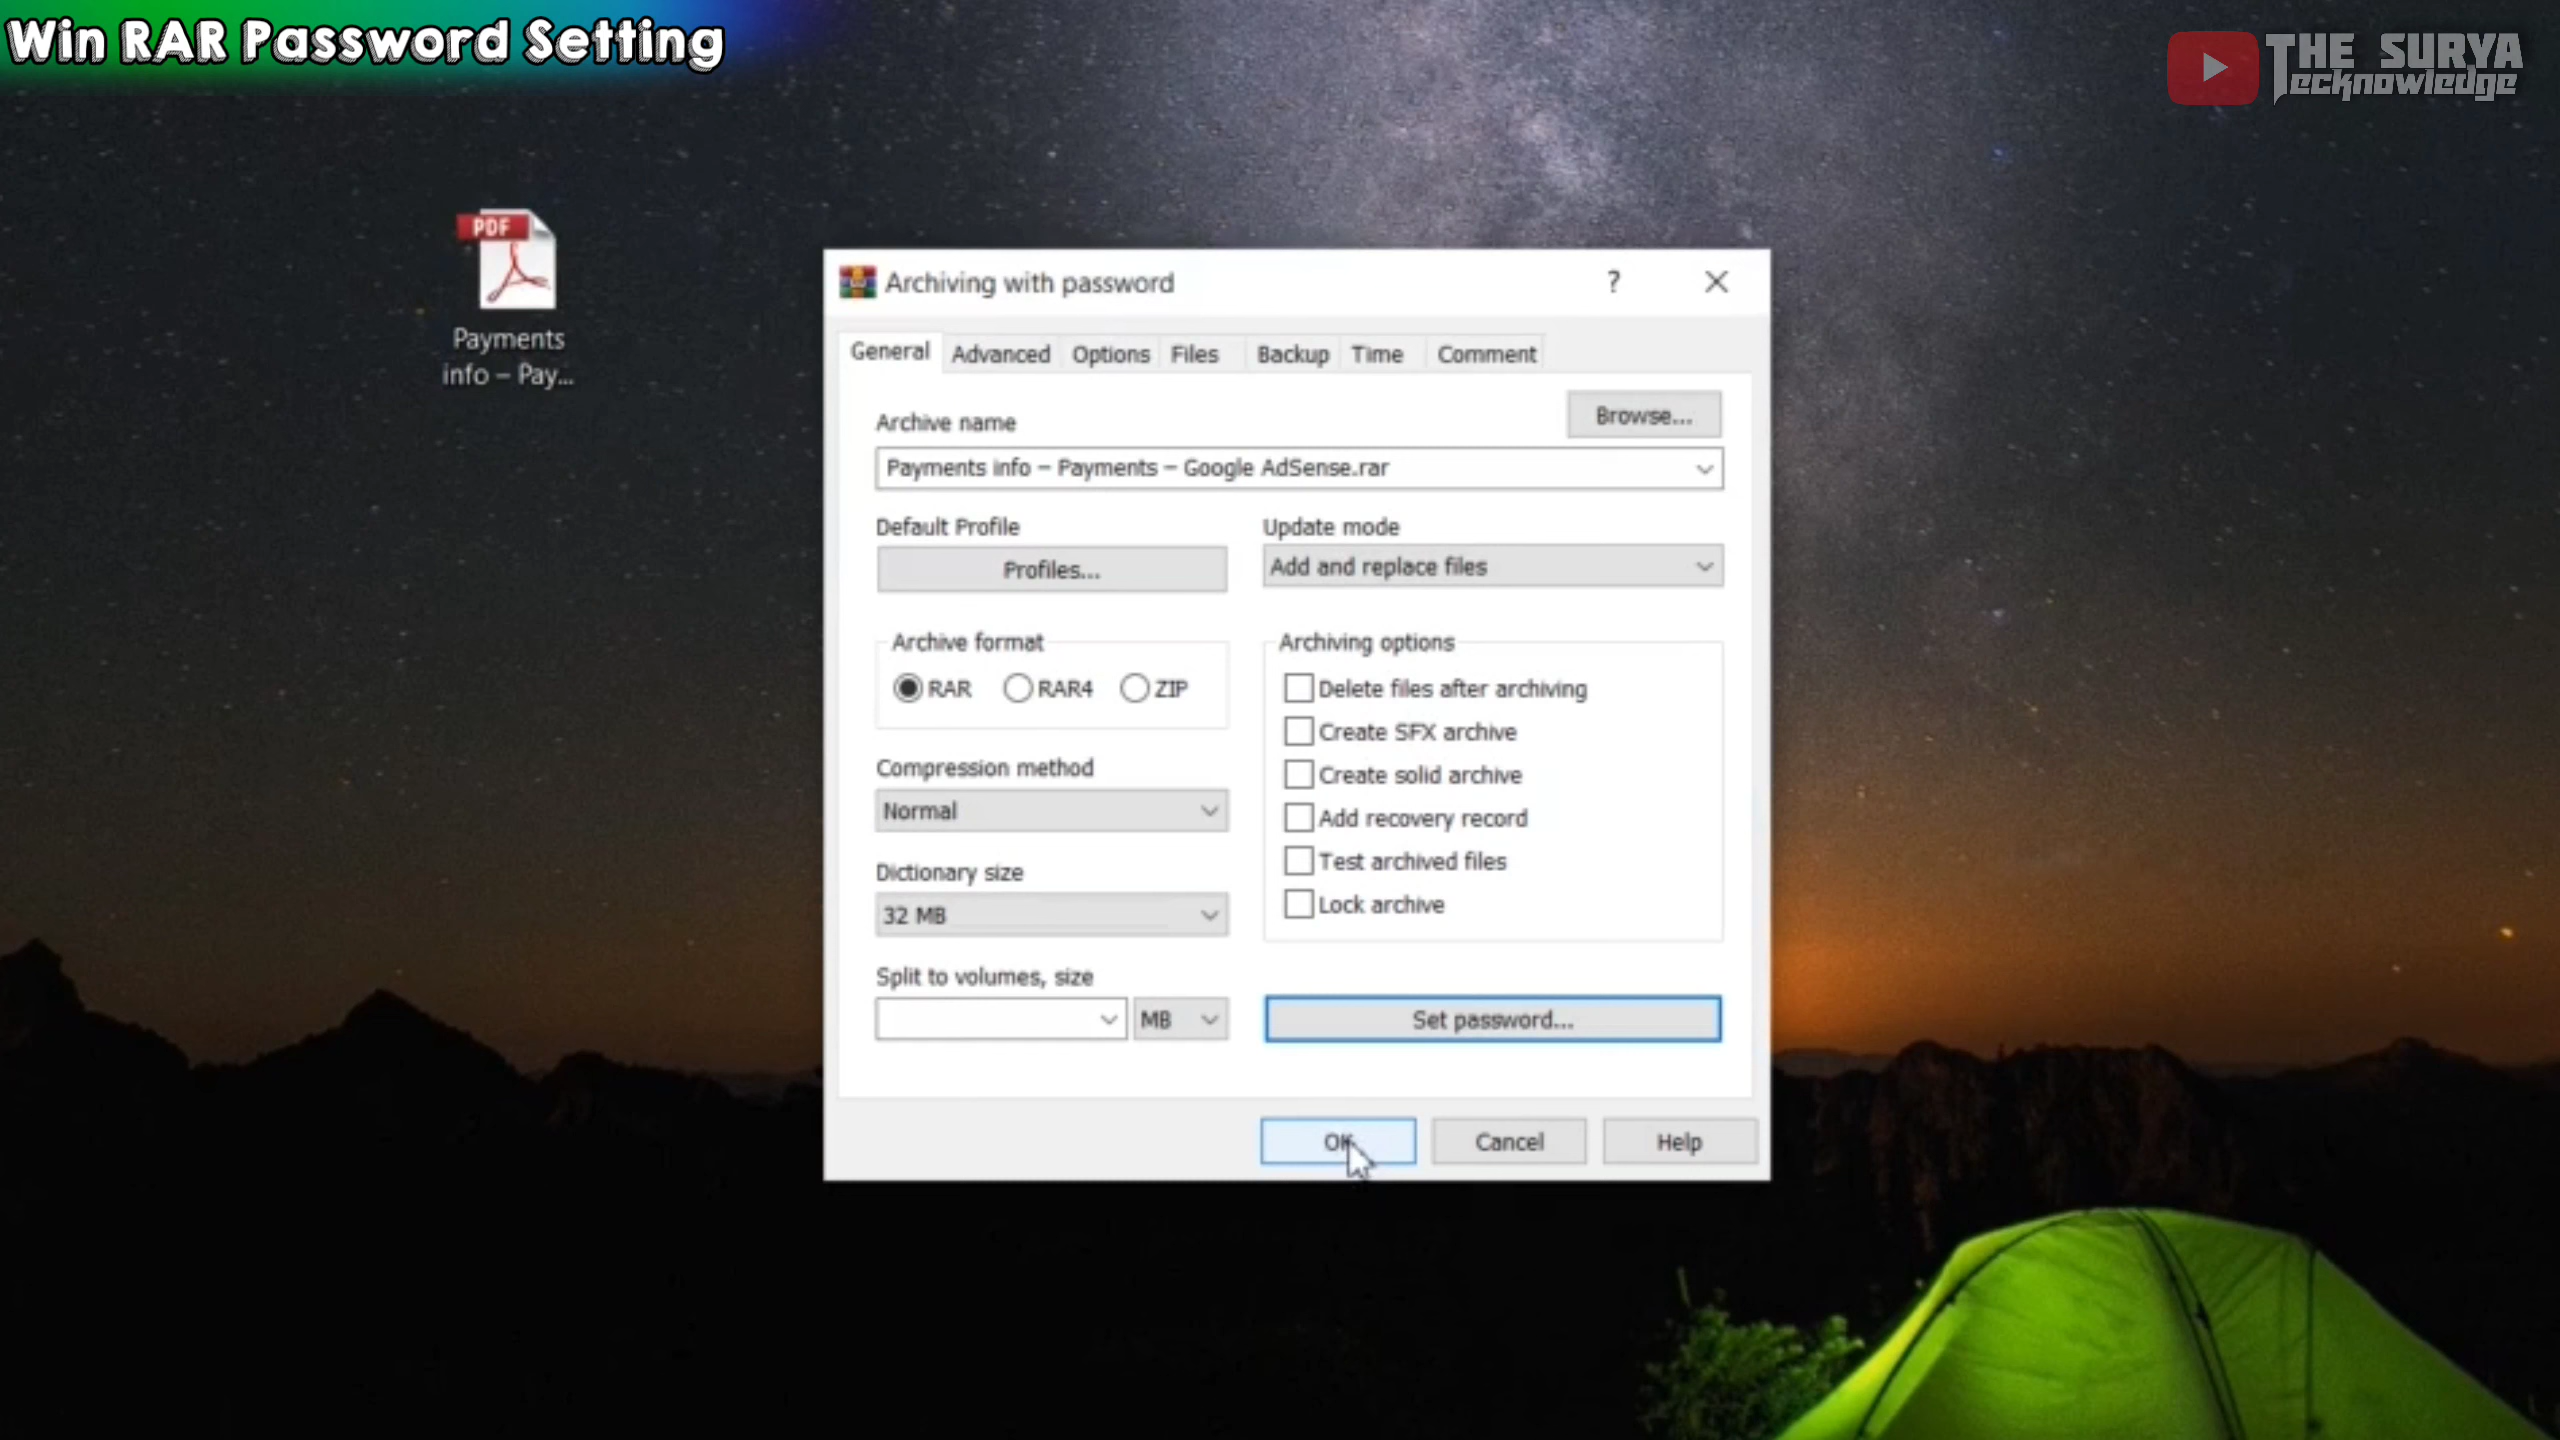 Win RAR Password Setting
THE SURYA
Tecknowledge
PDF
Payments
info – Pay...
Archiving with password
?
General Advanced Options Files Backup Time Comment
Archive name
Browse...
Payments info – Payments – Google AdSense.rar
Default Profile
Update mode
Profiles...
Add and replace files
Archive format
Archiving options
RAR RAR4 ZIP
Delete files after archiving
Create SFX archive
Compression method
Create solid archive
Normal
Add recovery record
Dictionary size
Test archived files
32 MB
Lock archive
Split to volumes, size
MB
Set password...
OK Cancel Help